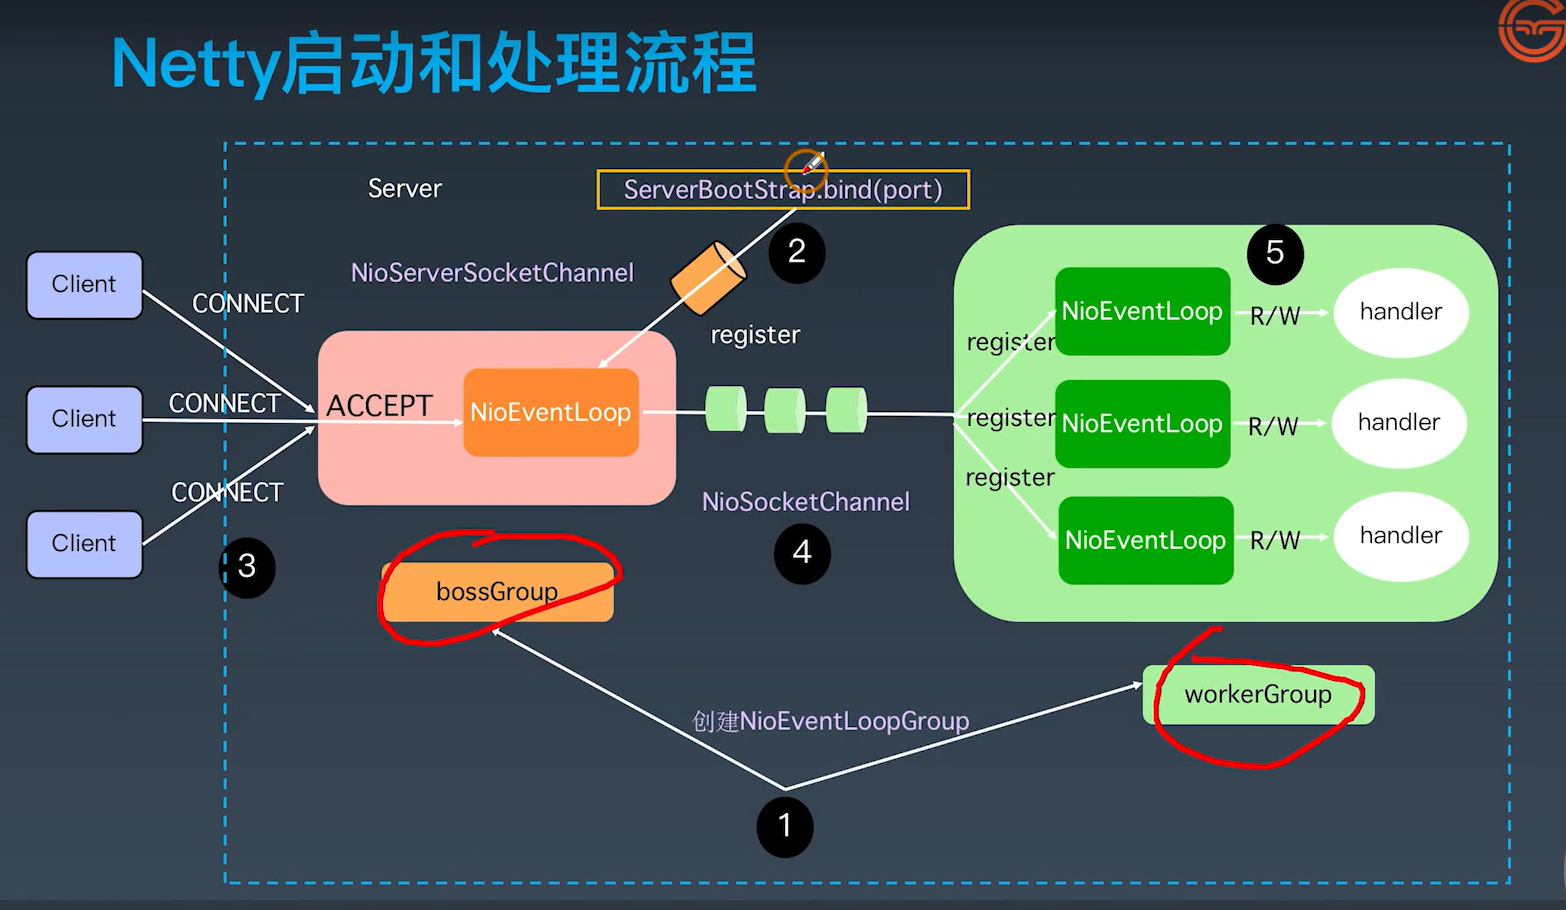 Netty启动和处理流程
Server
ServerBootStrap.bind(port)
2
5
NioServerSocketChannel
register
Client
CONNECT
Client
CONNECT
Client
CONNECT
3
ACCEPT
NioEventLoop
NioSocketChannel
4
register
register
register
NioEventLoop
R/W
handler
NioEventLoop
R/W
handler
NioEventLoop
R/W
handler
bossGroup
workerGroup
创建NioEventLoopGroup
1